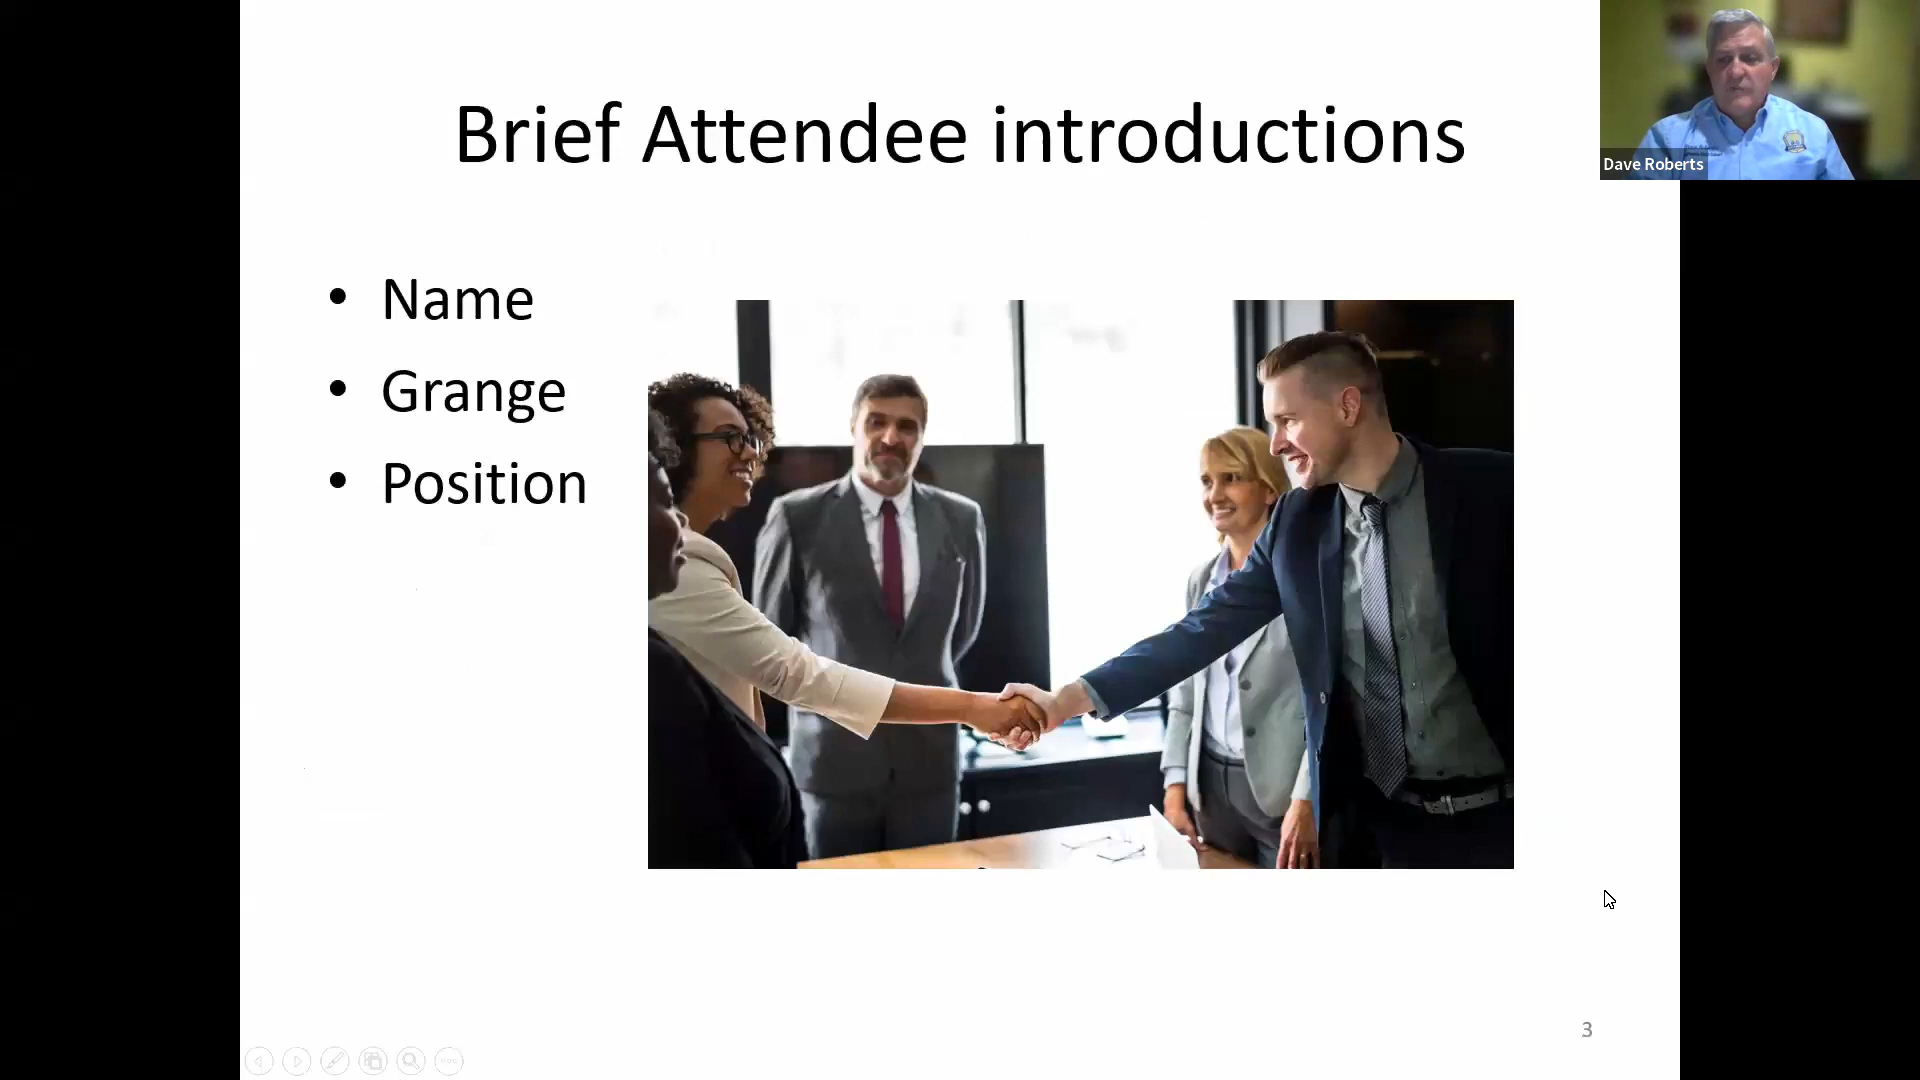 Brief Attendee introductions
• Name
• Grange
• Position
Dave Roberts
3